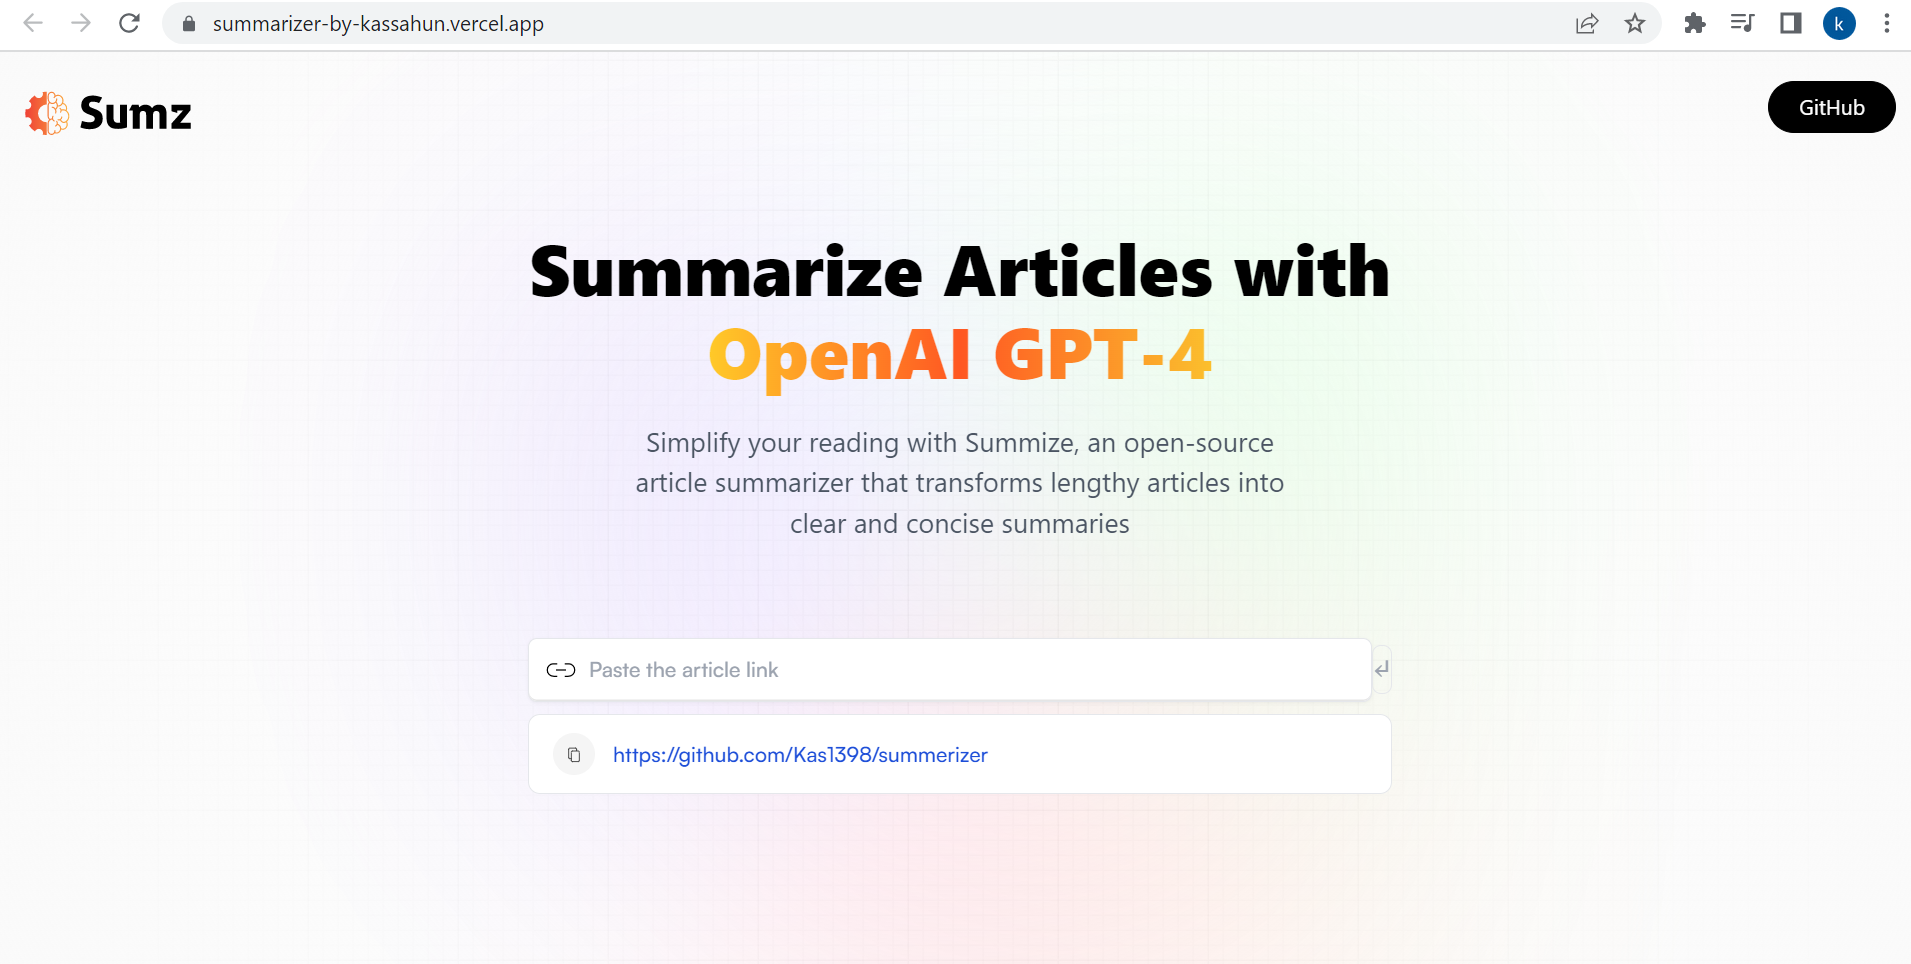 summarizer-by-kassahun.vercel.app
k
Sumz
GitHub
Summarize Articles with
OpenAI GPT-4
Simplify your reading with Summize, an open-source
article summarizer that transforms lengthy articles into
clear and concise summaries
Paste the article link
https://github.com/Kas1398/summerizer